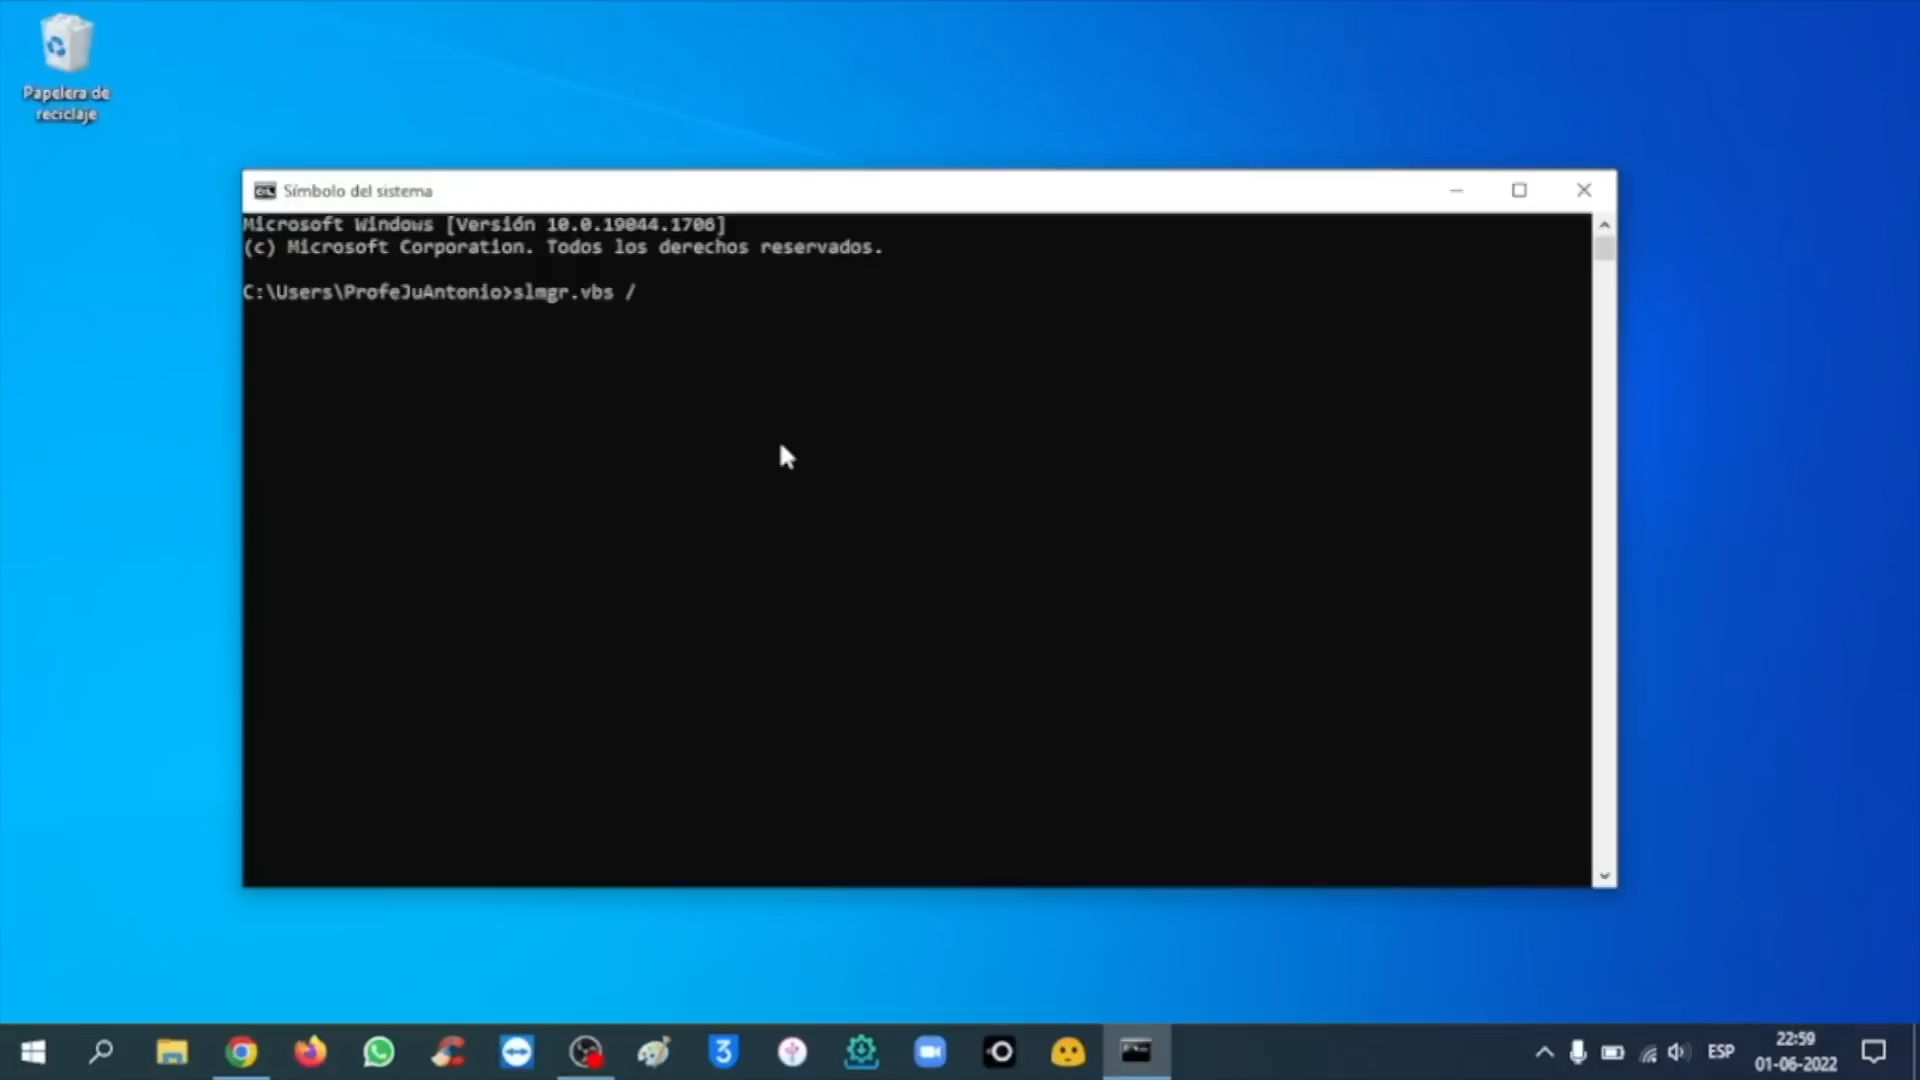 Papelera de
reciclaje
Símbolo del sistema
Microsoft Windows [Versión 10.0.19044.1706]
(c) Microsoft Corporation. Todos los derechos reservados.
C:\Users\ProfeJuAntonio>slmgr.vbs /
3
ESP
22:59
01-06-2022